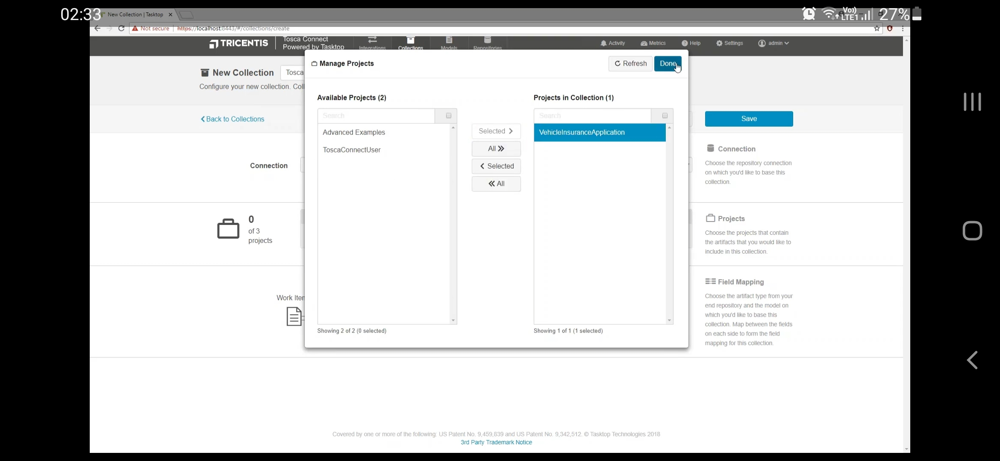 02:33
Vo))
LTE1
27%
New Collection | Tasktop
Not secure
https://localhost:8443/#/collections/create
TRICENTIS
Tosca Connect
Powered by Tasktop
Integrations
Collections
Models
Repositories
Activity
Metrics
Help
Settings
admin
Manage Projects
Refresh
Done
New Collection
Tosca
Configure your new collection. Coll
Available Projects (2)
Projects in Collection (1)
Back to Collections
Search
Search
Save
Advanced Examples
ToscaConnectUser
Selected
All
Selected
All
VehicleInsuranceApplication
Connection
Connection
Choose the repository connection
on which you'd like to base this
collection.
0
of 3
projects
Projects
Choose the projects that contain
the artifacts that you would like to
include in this collection.
Work Iter
Field Mapping
Choose the artifact type from your
end repository and the model on
which you'd like to base this
collection. Map between the fields
on each side to form the field
mapping for this collection.
Showing 2 of 2 (0 selected)
Showing 1 of 1 (1 selected)
Covered by one or more of the following: US Patent No. 9,459,839 and US Patent No. 9,342,512. © Tasktop Technologies 2018
3rd Party Trademark Notice